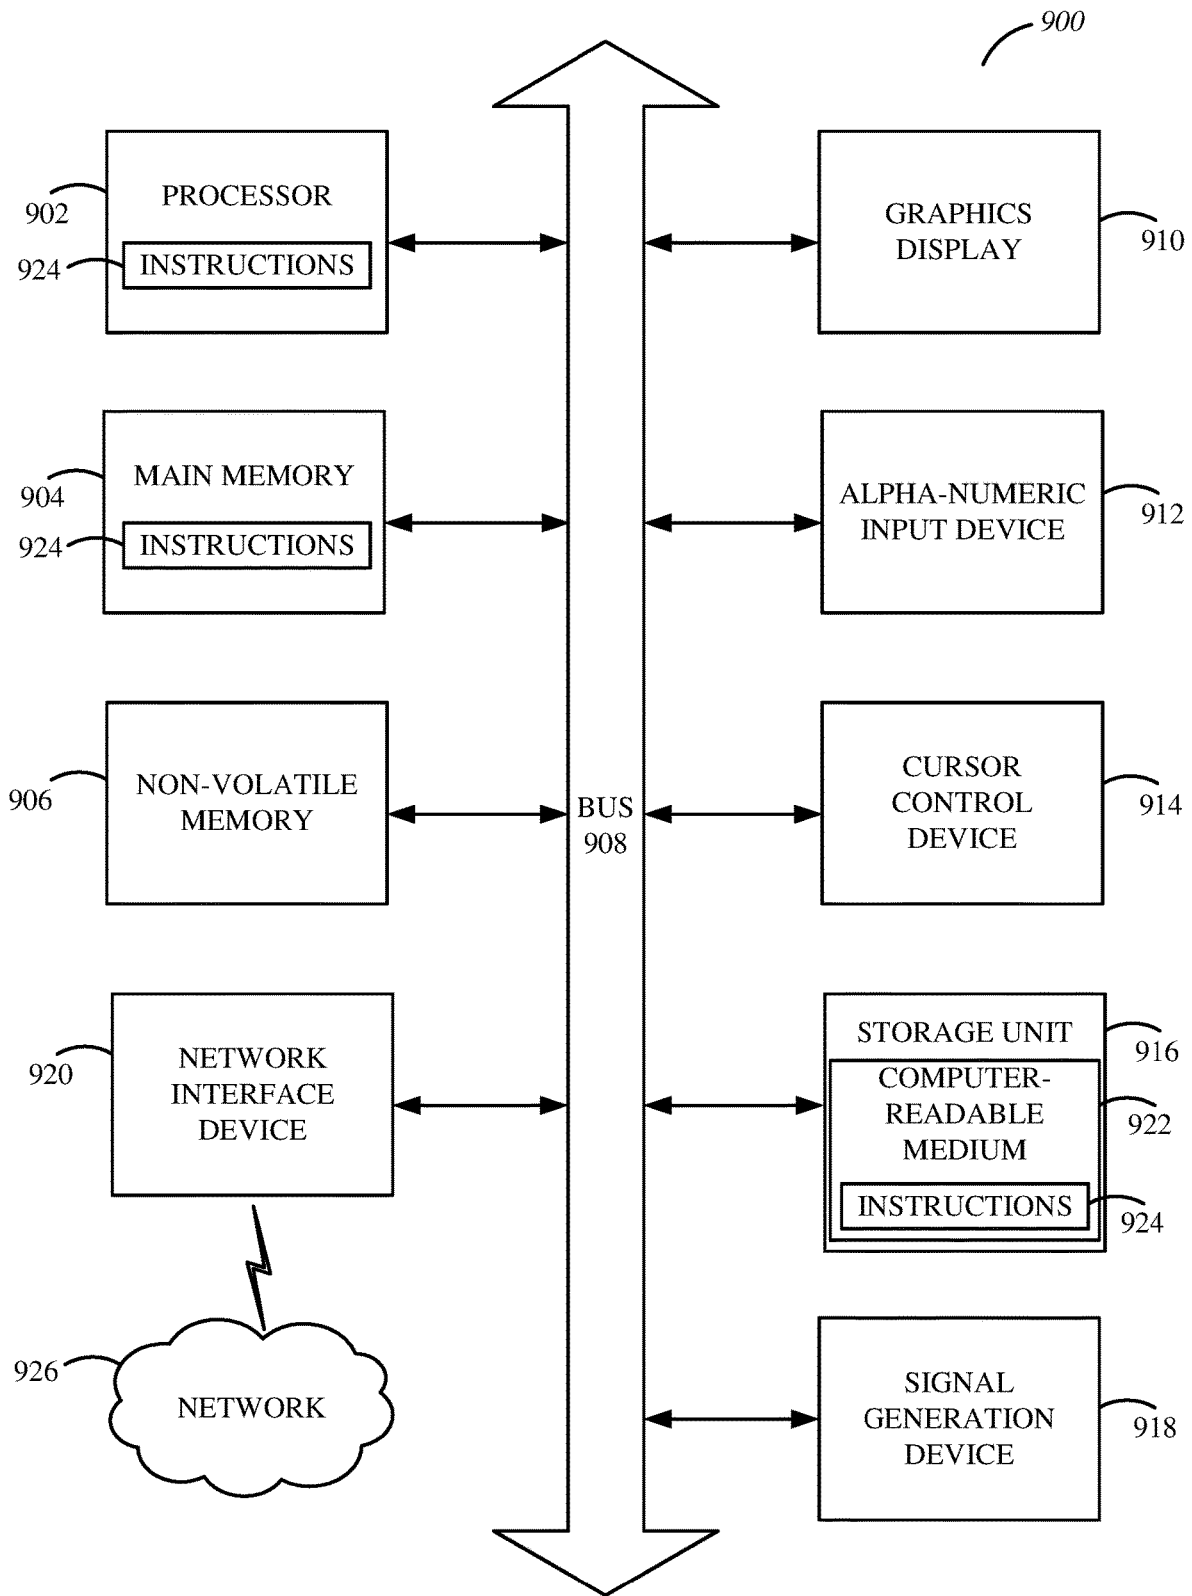 900
902
PROCESSOR
924
INSTRUCTIONS
GRAPHICS
DISPLAY
910
904
MAIN MEMORY
924
INSTRUCTIONS
ALPHA-NUMERIC
INPUT DEVICE
912
906
NON-VOLATILE
MEMORY
BUS
908
CURSOR
CONTROL
DEVICE
914
920
NETWORK
INTERFACE
DEVICE
STORAGE UNIT
916
COMPUTER-
READABLE
MEDIUM
922
INSTRUCTIONS
924
926
NETWORK
SIGNAL
GENERATION
DEVICE
918